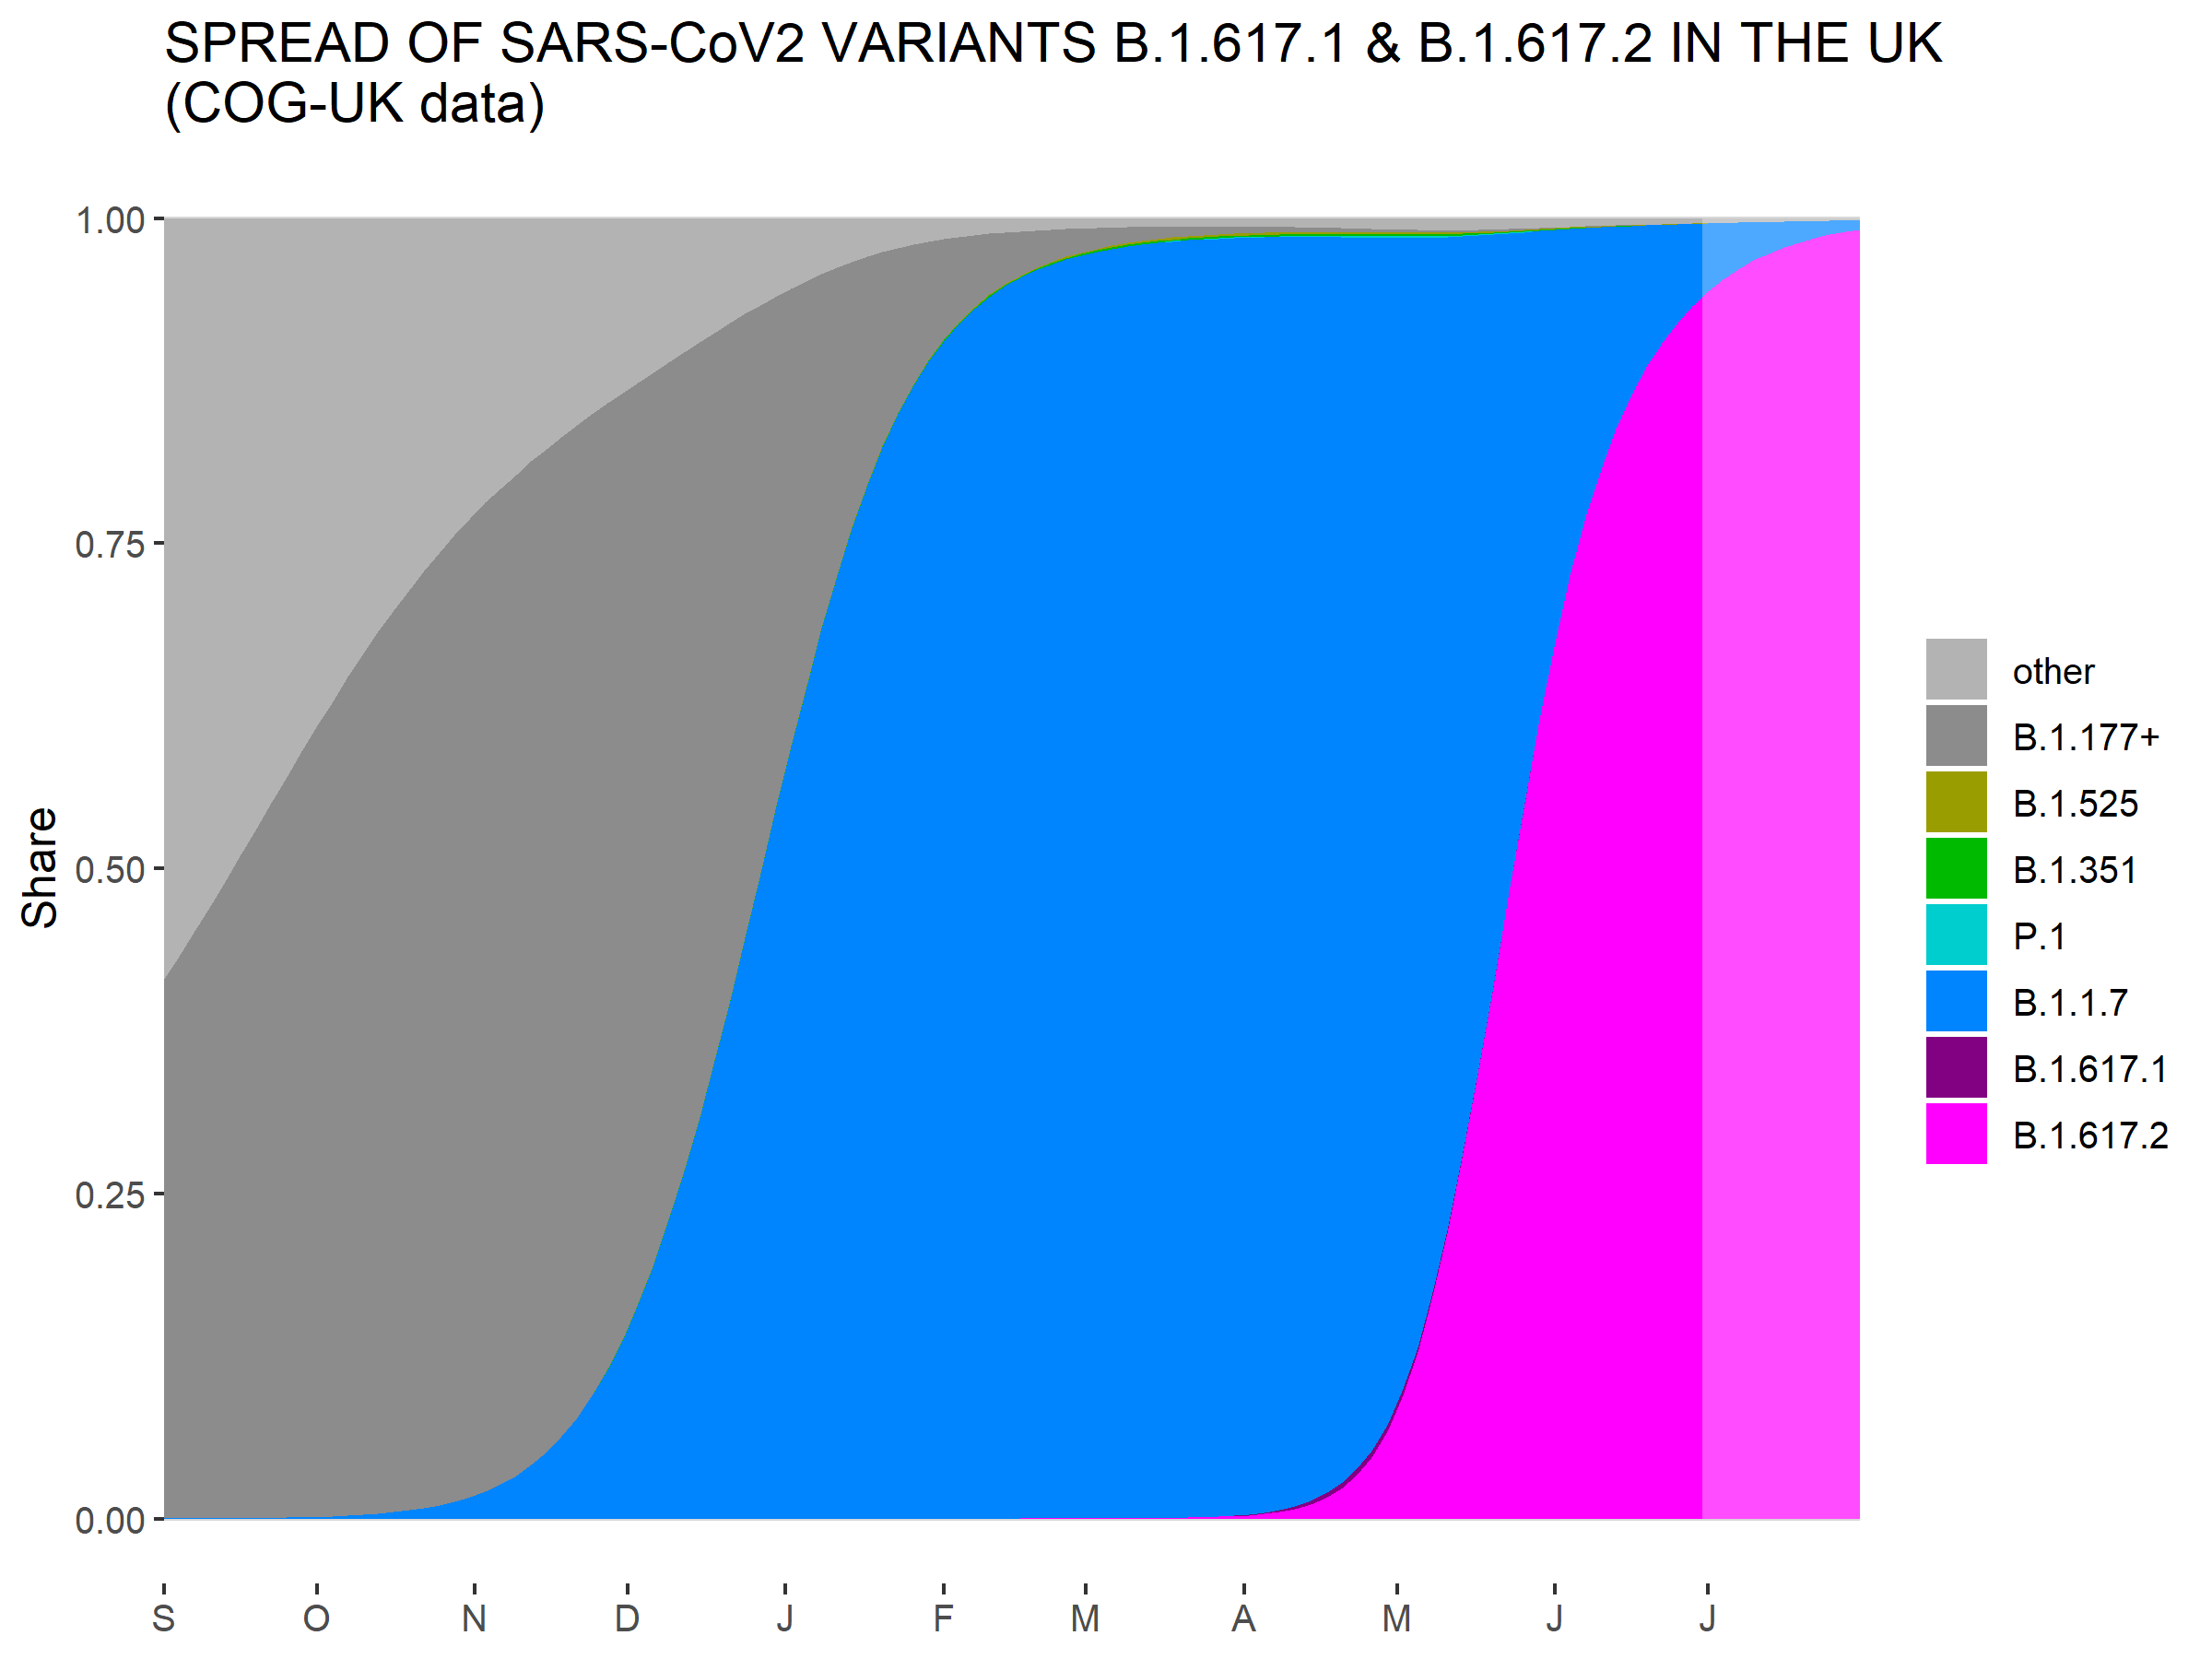 SPREAD OF SARS-CoV2 VARIANTS B.1.617.1 & B.1.617.2 IN THE UK
(COG-UK data)
Share
1.00
0.75
0.50
0.25
0.00
S O N D J F M A M J J
other
B.1.177+
B.1.525
B.1.351
P.1
B.1.1.7
B.1.617.1
B.1.617.2